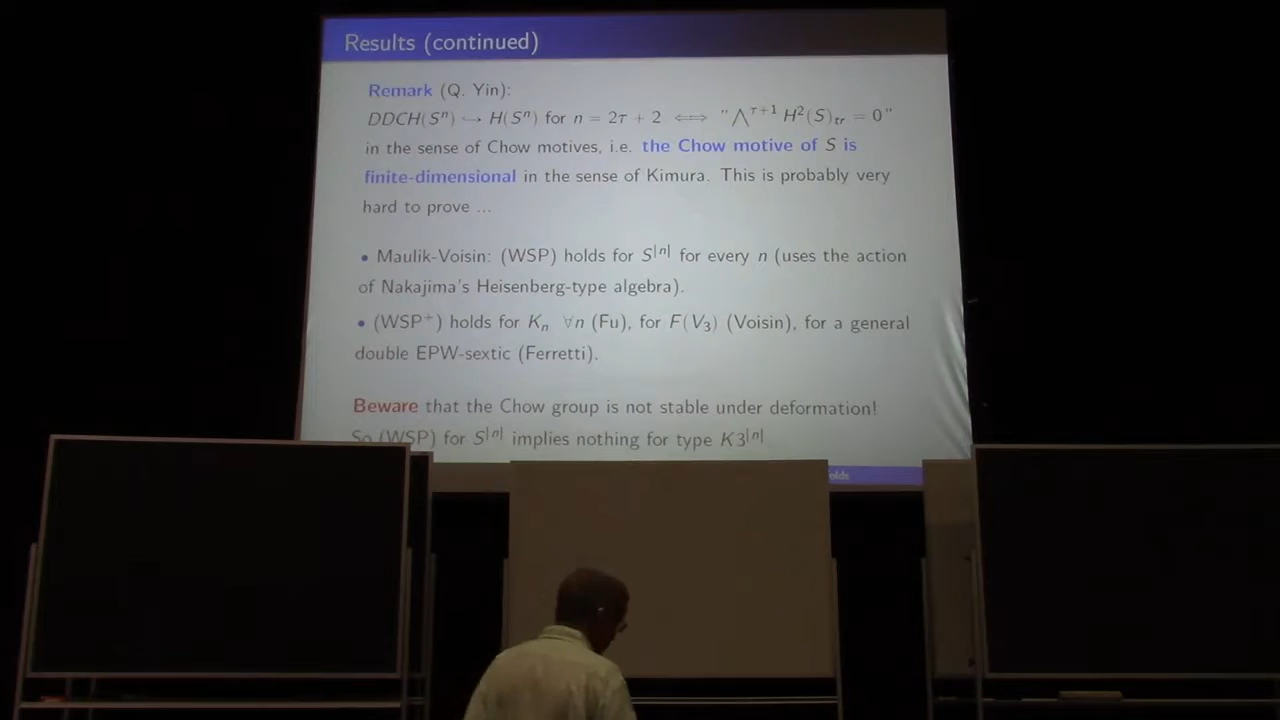 Results (continued)
Remark (Q. Yin):
DDCH(Sⁿ) ↪ H(Sⁿ) for n = 2τ + 2 ⟺ "⋀^{τ+1} H²(S)_{tr} = 0"
in the sense of Chow motives, i.e. the Chow motive of S is
finite-dimensional in the sense of Kimura. This is probably very
hard to prove ...
• Maulik-Voisin: (WSP) holds for S^{[n]} for every n (uses the action
of Nakajima's Heisenberg-type algebra).
• (WSP⁺) holds for Kₙ ∀n (Fu), for F(V₃) (Voisin), for a general
double EPW-sextic (Ferretti).
Beware that the Chow group is not stable under deformation!
So (WSP) for S^{[n]} implies nothing for type K3^{[n]}